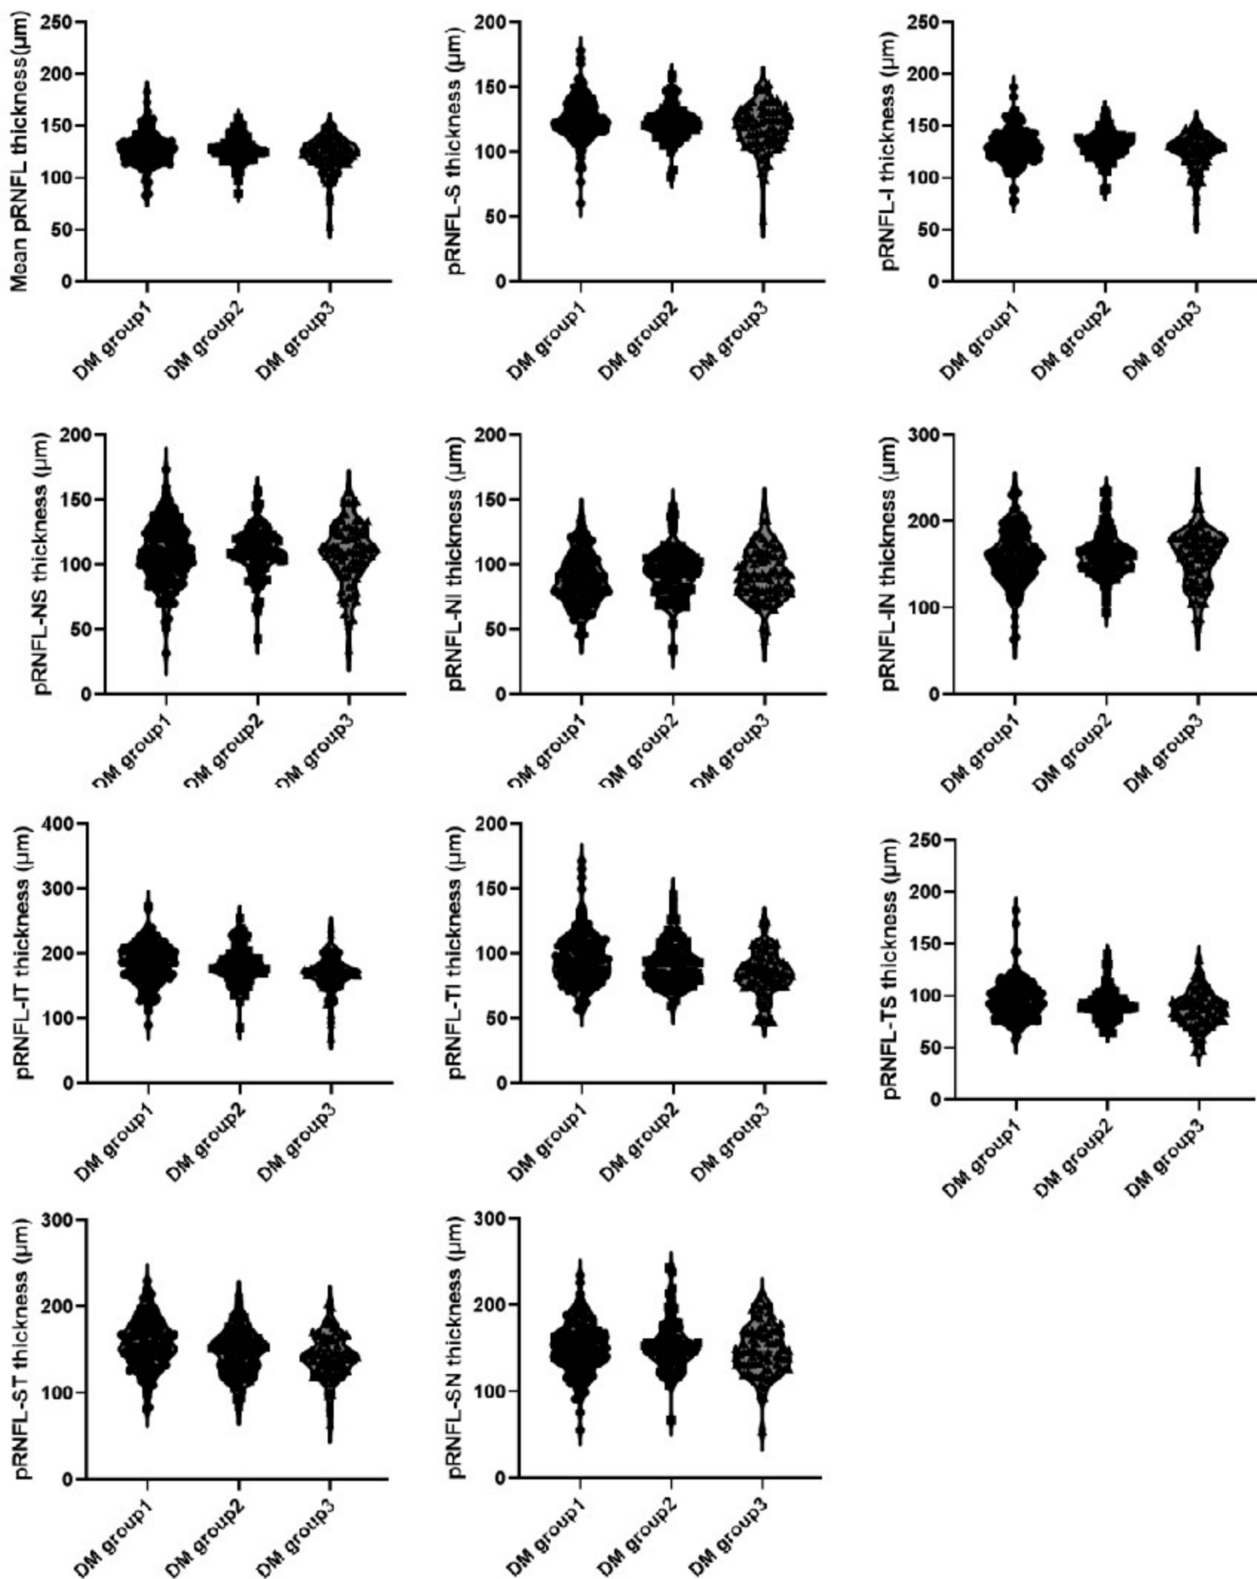 Mean pRNFL thickness(μm)
250
200
150
100
50
0
DM group1
DM group2
DM group3
pRNFL-S thickness (μm)
200
150
100
50
0
DM group1
DM group2
DM group3
pRNFL-I thickness (μm)
250
200
150
100
50
0
DM group1
DM group2
DM group3
pRNFL-NS thickness (μm)
200
150
100
50
0
DM group1
DM group2
DM group3
pRNFL-NI thickness (μm)
200
150
100
50
0
DM group1
DM group2
DM group3
pRNFL-IN thickness (μm)
300
200
100
0
DM group1
DM group2
DM group3
pRNFL-IT thickness (μm)
400
300
200
100
0
DM group1
DM group2
DM group3
pRNFL-TI thickness (μm)
200
150
100
50
0
DM group1
DM group2
DM group3
pRNFL-TS thickness (μm)
250
200
150
100
50
0
DM group1
DM group2
DM group3
pRNFL-ST thickness (μm)
300
200
100
0
DM group1
DM group2
DM group3
pRNFL-SN thickness (μm)
300
200
100
0
DM group1
DM group2
DM group3